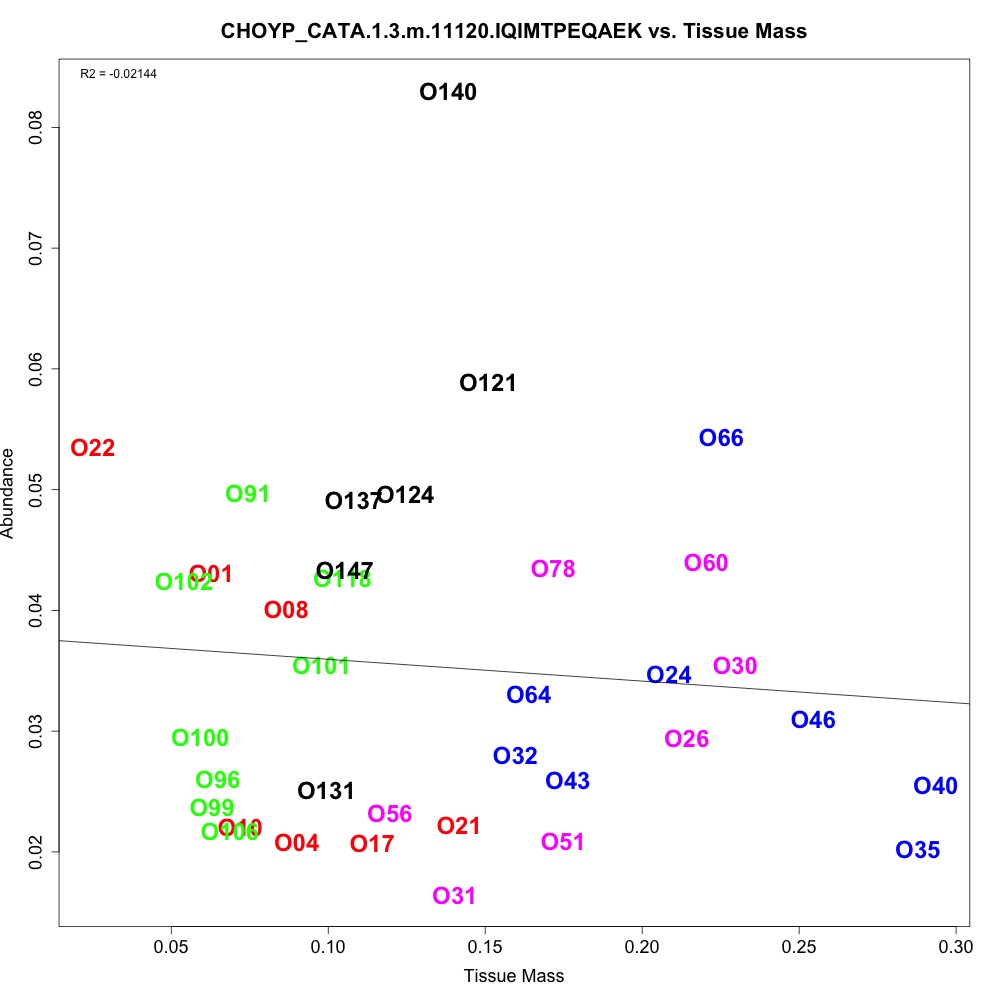 CHOYP_CATA.1.3.m.11120.IQIMTPEQAEK vs. Tissue Mass
R2 = -0.02144
O140
0.08
0.07
0.06
O121
O66
O22
Abundance
0.05
O91
O137
O124
O147
O118
O78
O60
O102
O01
0.04
O08
O101
O30
O24
O64
O46
0.03
O100
O26
O32
O96
O43
O131
O40
O99
O56
O10
O106
O21
O04
O17
O51
0.02
O35
O31
0.05 0.10 0.15 0.20 0.25 0.30
Tissue Mass